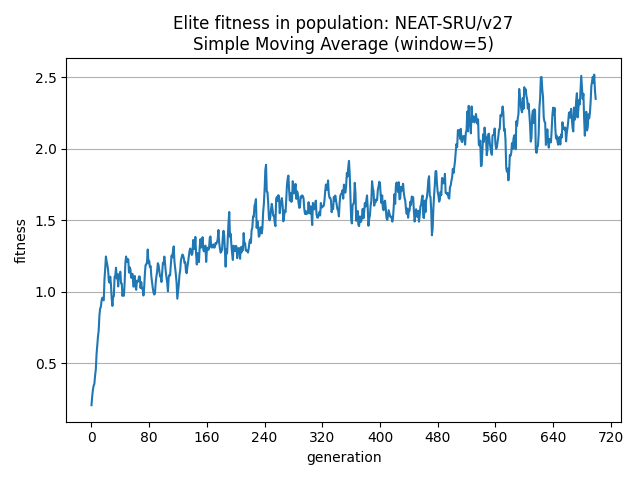 Elite fitness in population: NEAT-SRU/v27
Simple Moving Average (window=5)
fitness
2.5
2.0
1.5
1.0
0.5
0 80 160 240 320 400 480 560 640 720
generation